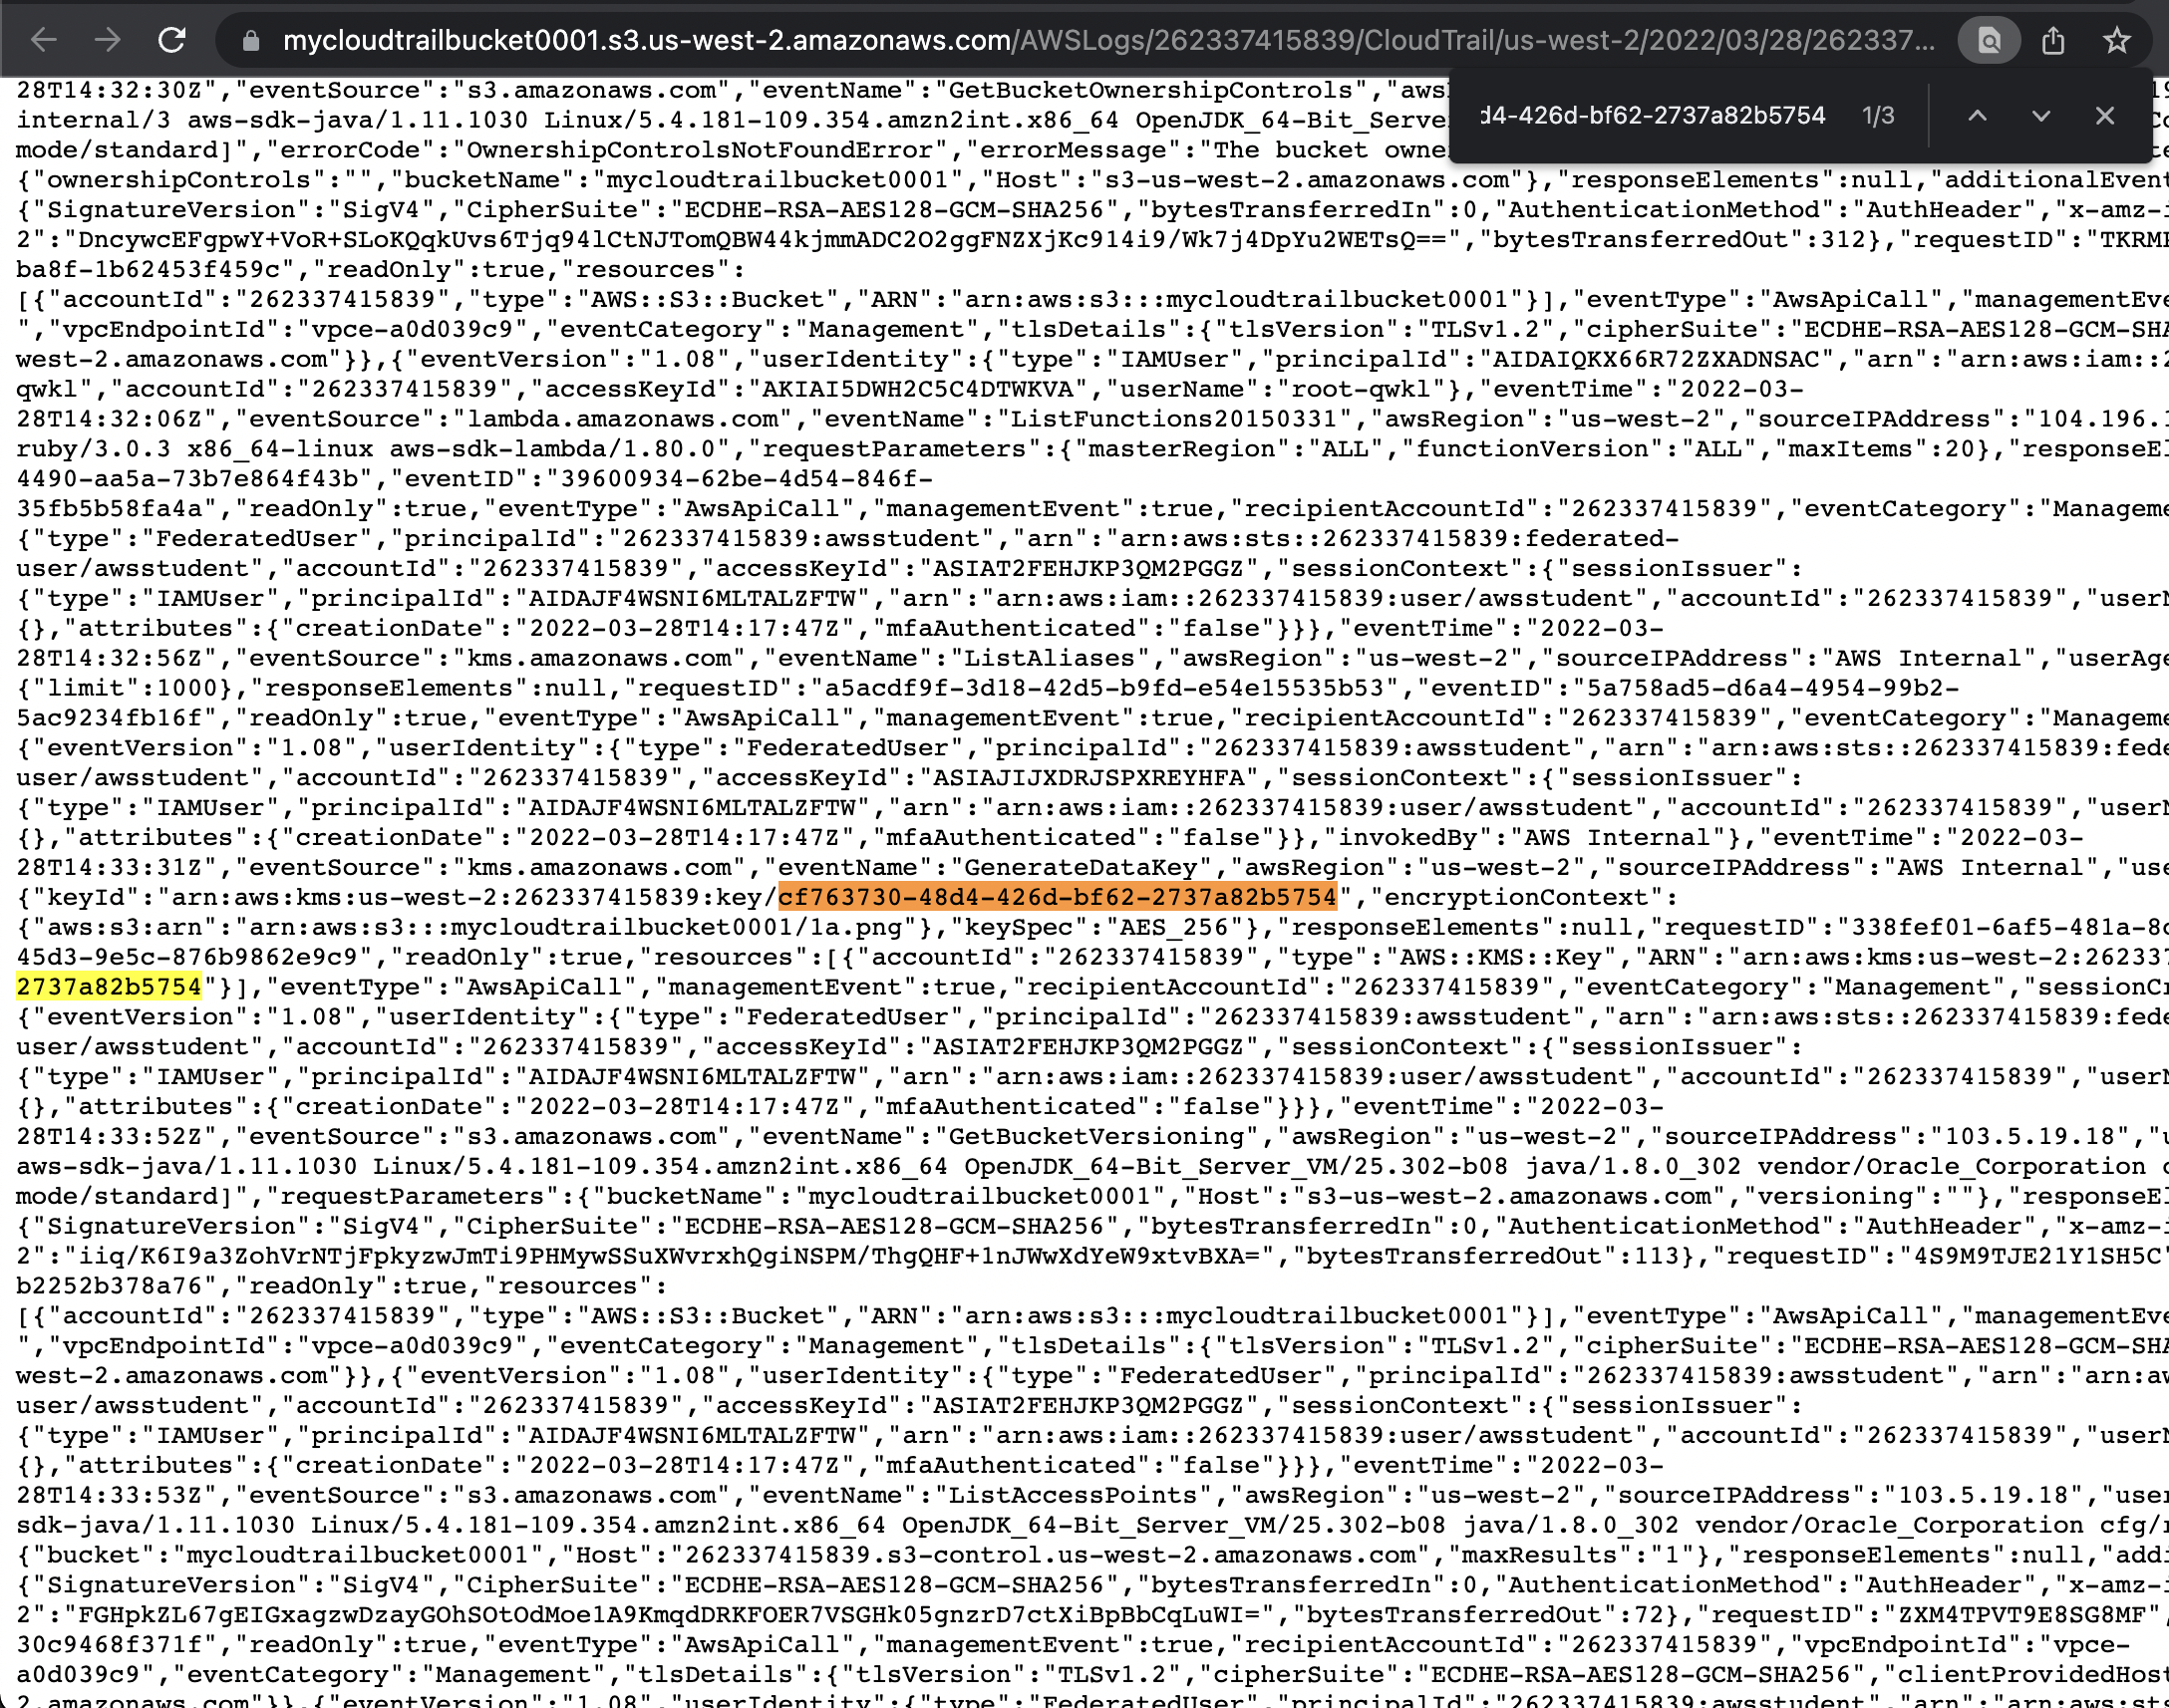 mycloudtrailbucket0001.s3.us-west-2.amazonaws.com/AWSLogs/262337415839/CloudTrail/us-west-2/2022/03/28/262337...
d4-426d-bf62-2737a82b5754 1/3
28T14:32:30Z","eventSource":"s3.amazonaws.com","eventName":"GetBucketOwnershipControls","aws
internal/3 aws-sdk-java/1.11.1030 Linux/5.4.181-109.354.amzn2int.x86_64 OpenJDK_64-Bit_Serve
mode/standard]","errorCode":"OwnershipControlsNotFoundError","errorMessage":"The bucket owne
{"ownershipControls":"","bucketName":"mycloudtrailbucket0001","Host":"s3-us-west-2.amazonaws.com"},"responseElements":null,"additionalEvent
{"SignatureVersion":"SigV4","CipherSuite":"ECDHE-RSA-AES128-GCM-SHA256","bytesTransferredIn":0,"AuthenticationMethod":"AuthHeader","x-amz-i
2":"DncywcEFgpwY+VoR+SLoKQqkUvs6Tjq94lCtNJTomQBW44kjmmADC2O2ggFNZXjKc914i9/Wk7j4DpYu2WETsQ==","bytesTransferredOut":312},"requestID":"TKRM
ba8f-1b62453f459c","readOnly":true,"resources":
[{"accountId":"262337415839","type":"AWS::S3::Bucket","ARN":"arn:aws:s3:::mycloudtrailbucket0001"}],"eventType":"AwsApiCall","managementEve
","vpcEndpointId":"vpce-a0d039c9","eventCategory":"Management","tlsDetails":{"tlsVersion":"TLSv1.2","cipherSuite":"ECDHE-RSA-AES128-GCM-SHA
west-2.amazonaws.com"}},{"eventVersion":"1.08","userIdentity":{"type":"IAMUser","principalId":"AIDAIQKX66R72ZXADNSAC","arn":"arn:aws:iam::2
qwkl","accountId":"262337415839","accessKeyId":"AKIAI5DWH2C5C4DTWKVA","userName":"root-qwkl"},"eventTime":"2022-03-
28T14:32:06Z","eventSource":"lambda.amazonaws.com","eventName":"ListFunctions20150331","awsRegion":"us-west-2","sourceIPAddress":"104.196.1
ruby/3.0.3 x86_64-linux aws-sdk-lambda/1.80.0","requestParameters":{"masterRegion":"ALL","functionVersion":"ALL","maxItems":20},"responseEl
4490-aa5a-73b7e864f43b","eventID":"39600934-62be-4d54-846f-
35fb5b58fa4a","readOnly":true,"eventType":"AwsApiCall","managementEvent":true,"recipientAccountId":"262337415839","eventCategory":"Manageme
{"type":"FederatedUser","principalId":"262337415839:awsstudent","arn":"arn:aws:sts::262337415839:federated-
user/awsstudent","accountId":"262337415839","accessKeyId":"ASIAT2FEHJKP3QM2PGGZ","sessionContext":{"sessionIssuer":
{"type":"IAMUser","principalId":"AIDAJF4WSNI6MLTALZFTW","arn":"arn:aws:iam::262337415839:user/awsstudent","accountId":"262337415839","userN
{},"attributes":{"creationDate":"2022-03-28T14:17:47Z","mfaAuthenticated":"false"}}},"eventTime":"2022-03-
28T14:32:56Z","eventSource":"kms.amazonaws.com","eventName":"ListAliases","awsRegion":"us-west-2","sourceIPAddress":"AWS Internal","userAge
{"limit":1000},"responseElements":null,"requestID":"a5acdf9f-3d18-42d5-b9fd-e54e15535b53","eventID":"5a758ad5-d6a4-4954-99b2-
5ac9234fb16f","readOnly":true,"eventType":"AwsApiCall","managementEvent":true,"recipientAccountId":"262337415839","eventCategory":"Manageme
{"eventVersion":"1.08","userIdentity":{"type":"FederatedUser","principalId":"262337415839:awsstudent","arn":"arn:aws:sts::262337415839:fede
user/awsstudent","accountId":"262337415839","accessKeyId":"ASIAJIJXDRJSPXREYHFA","sessionContext":{"sessionIssuer":
{"type":"IAMUser","principalId":"AIDAJF4WSNI6MLTALZFTW","arn":"arn:aws:iam::262337415839:user/awsstudent","accountId":"262337415839","userN
{},"attributes":{"creationDate":"2022-03-28T14:17:47Z","mfaAuthenticated":"false"}},"invokedBy":"AWS Internal"},"eventTime":"2022-03-
28T14:33:31Z","eventSource":"kms.amazonaws.com","eventName":"GenerateDataKey","awsRegion":"us-west-2","sourceIPAddress":"AWS Internal","use
{"keyId":"arn:aws:kms:us-west-2:262337415839:key/cf763730-48d4-426d-bf62-2737a82b5754","encryptionContext":
{"aws:s3:arn":"arn:aws:s3:::mycloudtrailbucket0001/1a.png"},"keySpec":"AES_256"},"responseElements":null,"requestID":"338fef01-6af5-481a-8c
45d3-9e5c-876b9862e9c9","readOnly":true,"resources":[{"accountId":"262337415839","type":"AWS::KMS::Key","ARN":"arn:aws:kms:us-west-2:262337
2737a82b5754"}],"eventType":"AwsApiCall","managementEvent":true,"recipientAccountId":"262337415839","eventCategory":"Management","sessionCr
{"eventVersion":"1.08","userIdentity":{"type":"FederatedUser","principalId":"262337415839:awsstudent","arn":"arn:aws:sts::262337415839:fede
user/awsstudent","accountId":"262337415839","accessKeyId":"ASIAT2FEHJKP3QM2PGGZ","sessionContext":{"sessionIssuer":
{"type":"IAMUser","principalId":"AIDAJF4WSNI6MLTALZFTW","arn":"arn:aws:iam::262337415839:user/awsstudent","accountId":"262337415839","userN
{},"attributes":{"creationDate":"2022-03-28T14:17:47Z","mfaAuthenticated":"false"}}},"eventTime":"2022-03-
28T14:33:52Z","eventSource":"s3.amazonaws.com","eventName":"GetBucketVersioning","awsRegion":"us-west-2","sourceIPAddress":"103.5.19.18","u
aws-sdk-java/1.11.1030 Linux/5.4.181-109.354.amzn2int.x86_64 OpenJDK_64-Bit_Server_VM/25.302-b08 java/1.8.0_302 vendor/Oracle_Corporation c
mode/standard]","requestParameters":{"bucketName":"mycloudtrailbucket0001","Host":"s3-us-west-2.amazonaws.com","versioning":""},"responseEl
{"SignatureVersion":"SigV4","CipherSuite":"ECDHE-RSA-AES128-GCM-SHA256","bytesTransferredIn":0,"AuthenticationMethod":"AuthHeader","x-amz-i
2":"iiq/K6I9a3ZohVrNTjFpkyzwJmTi9PHMywSSuXWvrxhQgiNSPM/ThgQHF+1nJWwXdYeW9xtvBXA=","bytesTransferredOut":113},"requestID":"4S9M9TJE21Y1SH5C"
b2252b378a76","readOnly":true,"resources":
[{"accountId":"262337415839","type":"AWS::S3::Bucket","ARN":"arn:aws:s3:::mycloudtrailbucket0001"}],"eventType":"AwsApiCall","managementEve
","vpcEndpointId":"vpce-a0d039c9","eventCategory":"Management","tlsDetails":{"tlsVersion":"TLSv1.2","cipherSuite":"ECDHE-RSA-AES128-GCM-SHA
west-2.amazonaws.com"}},{"eventVersion":"1.08","userIdentity":{"type":"FederatedUser","principalId":"262337415839:awsstudent","arn":"arn:aw
user/awsstudent","accountId":"262337415839","accessKeyId":"ASIAT2FEHJKP3QM2PGGZ","sessionContext":{"sessionIssuer":
{"type":"IAMUser","principalId":"AIDAJF4WSNI6MLTALZFTW","arn":"arn:aws:iam::262337415839:user/awsstudent","accountId":"262337415839","userN
{},"attributes":{"creationDate":"2022-03-28T14:17:47Z","mfaAuthenticated":"false"}}},"eventTime":"2022-03-
28T14:33:53Z","eventSource":"s3.amazonaws.com","eventName":"ListAccessPoints","awsRegion":"us-west-2","sourceIPAddress":"103.5.19.18","user
sdk-java/1.11.1030 Linux/5.4.181-109.354.amzn2int.x86_64 OpenJDK_64-Bit_Server_VM/25.302-b08 java/1.8.0_302 vendor/Oracle_Corporation cfg/r
{"bucket":"mycloudtrailbucket0001","Host":"262337415839.s3-control.us-west-2.amazonaws.com","maxResults":"1"},"responseElements":null,"addi
{"SignatureVersion":"SigV4","CipherSuite":"ECDHE-RSA-AES128-GCM-SHA256","bytesTransferredIn":0,"AuthenticationMethod":"AuthHeader","x-amz-i
2":"FGHpkZL67gEIGxagzwDzayGOhSOtOdMoe1A9KmqdDRKFOER7VSGHk05gnzrD7ctXiBpBbCqLuWI=","bytesTransferredOut":72},"requestID":"ZXM4TPVT9E8SG8MF",
30c9468f371f","readOnly":true,"eventType":"AwsApiCall","managementEvent":true,"recipientAccountId":"262337415839","vpcEndpointId":"vpce-
a0d039c9","eventCategory":"Management","tlsDetails":{"tlsVersion":"TLSv1.2","cipherSuite":"ECDHE-RSA-AES128-GCM-SHA256","clientProvidedHost
2.amazonaws.com"}},{"eventVersion":"1.08","userIdentity":{"type":"FederatedUser","principalId":"262337415839:awsstudent","arn":"arn:aws:st